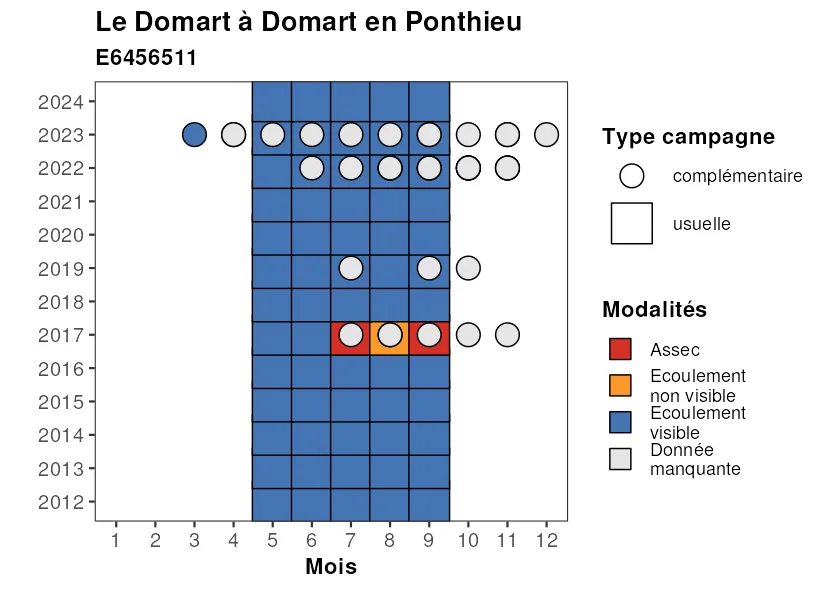 Le Domart à Domart en Ponthieu
E6456511
2024
2023
2022
2021
2020
2019
2018
2017
2016
2015
2014
2013
2012
1 2 3 4 5 6 7 8 9 10 11 12
Mois
Type campagne
complémentaire
usuelle
Modalités
Assec
Ecoulement
non visible
Ecoulement
visible
Donnée
manquante